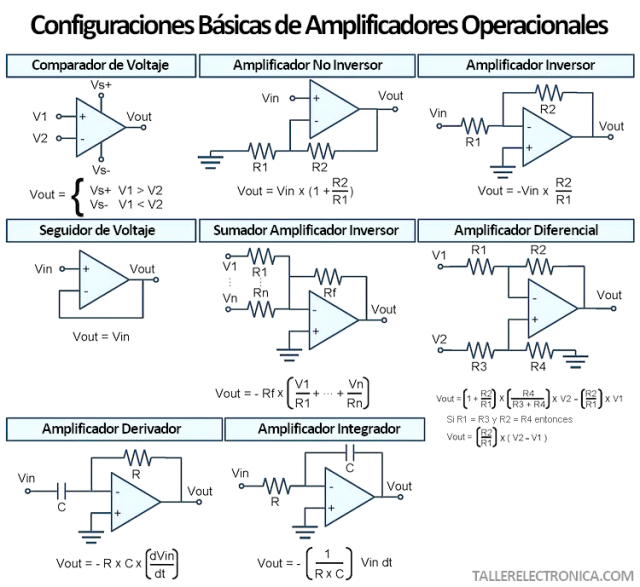 Configuraciones Básicas de Amplificadores Operacionales
Comparador de Voltaje
Vs+
V1
+
Vout
V2
-
Vs-
Vout = { Vs+ V1 > V2
Vs- V1 < V2
Amplificador No Inversor
Vin
+
Vout
-
R1
R2
Vout = Vin x (1 + R2/R1)
Amplificador Inversor
R2
Vin
R1
-
Vout
+
Vout = -Vin x R2/R1
Seguidor de Voltaje
Vin
+
Vout
-
Vout = Vin
Sumador Amplificador Inversor
V1
R1
Rf
Vn
Rn
-
Vout
+
Vout = - Rf x (V1/R1 + ··· + Vn/Rn)
Amplificador Diferencial
V1
R1
R2
-
Vout
+
V2
R3
R4
Vout = (1 + R2/R1) x (R4/R3 + R4) x V2 - (R2/R1) x V1
Si R1 = R3 y R2 = R4 entonces
Vout = (R2/R1) x ( V2 - V1 )
Amplificador Derivador
Vin
C
R
-
Vout
+
Vout = - R x C x (dVin/dt)
Amplificador Integrador
C
Vin
R
-
Vout
+
Vout = - (1/R x C) Vin dt
TALLERELECTRONICA.COM